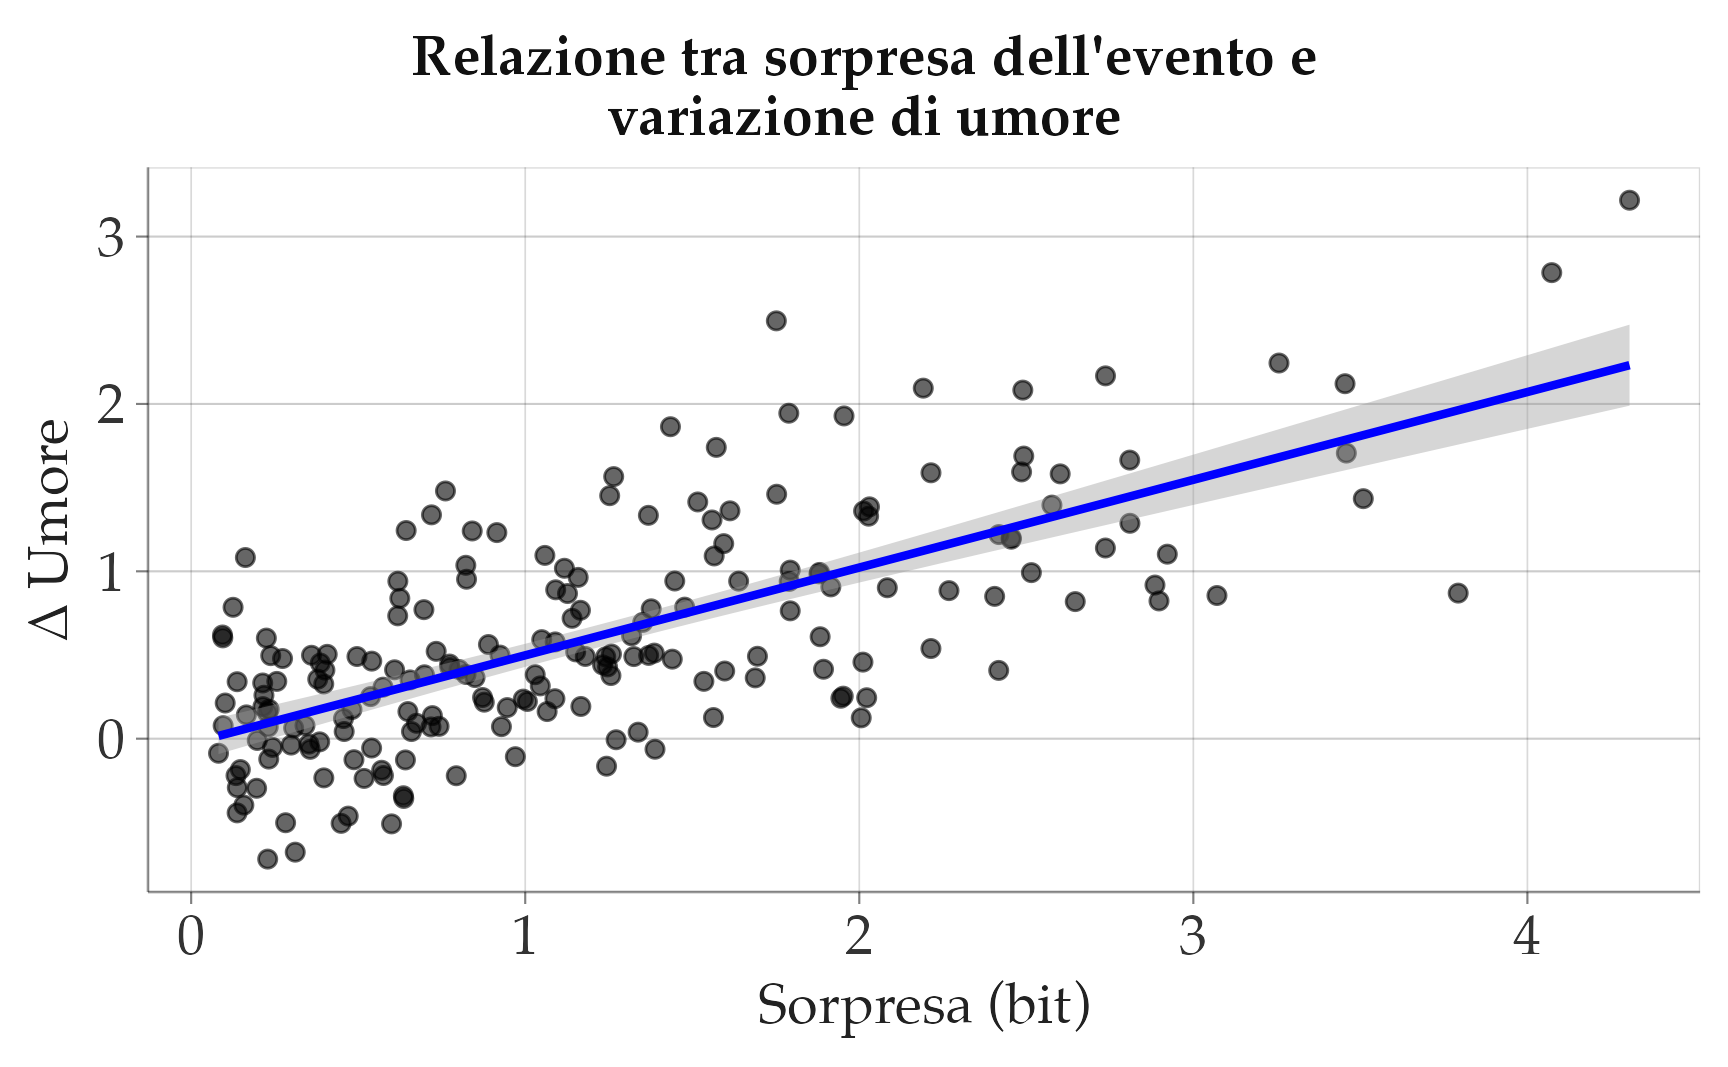 Relazione tra sorpresa dell'evento e
variazione di umore
3
2
1
0
Δ Umore
0 1 2 3 4
Sorpresa (bit)